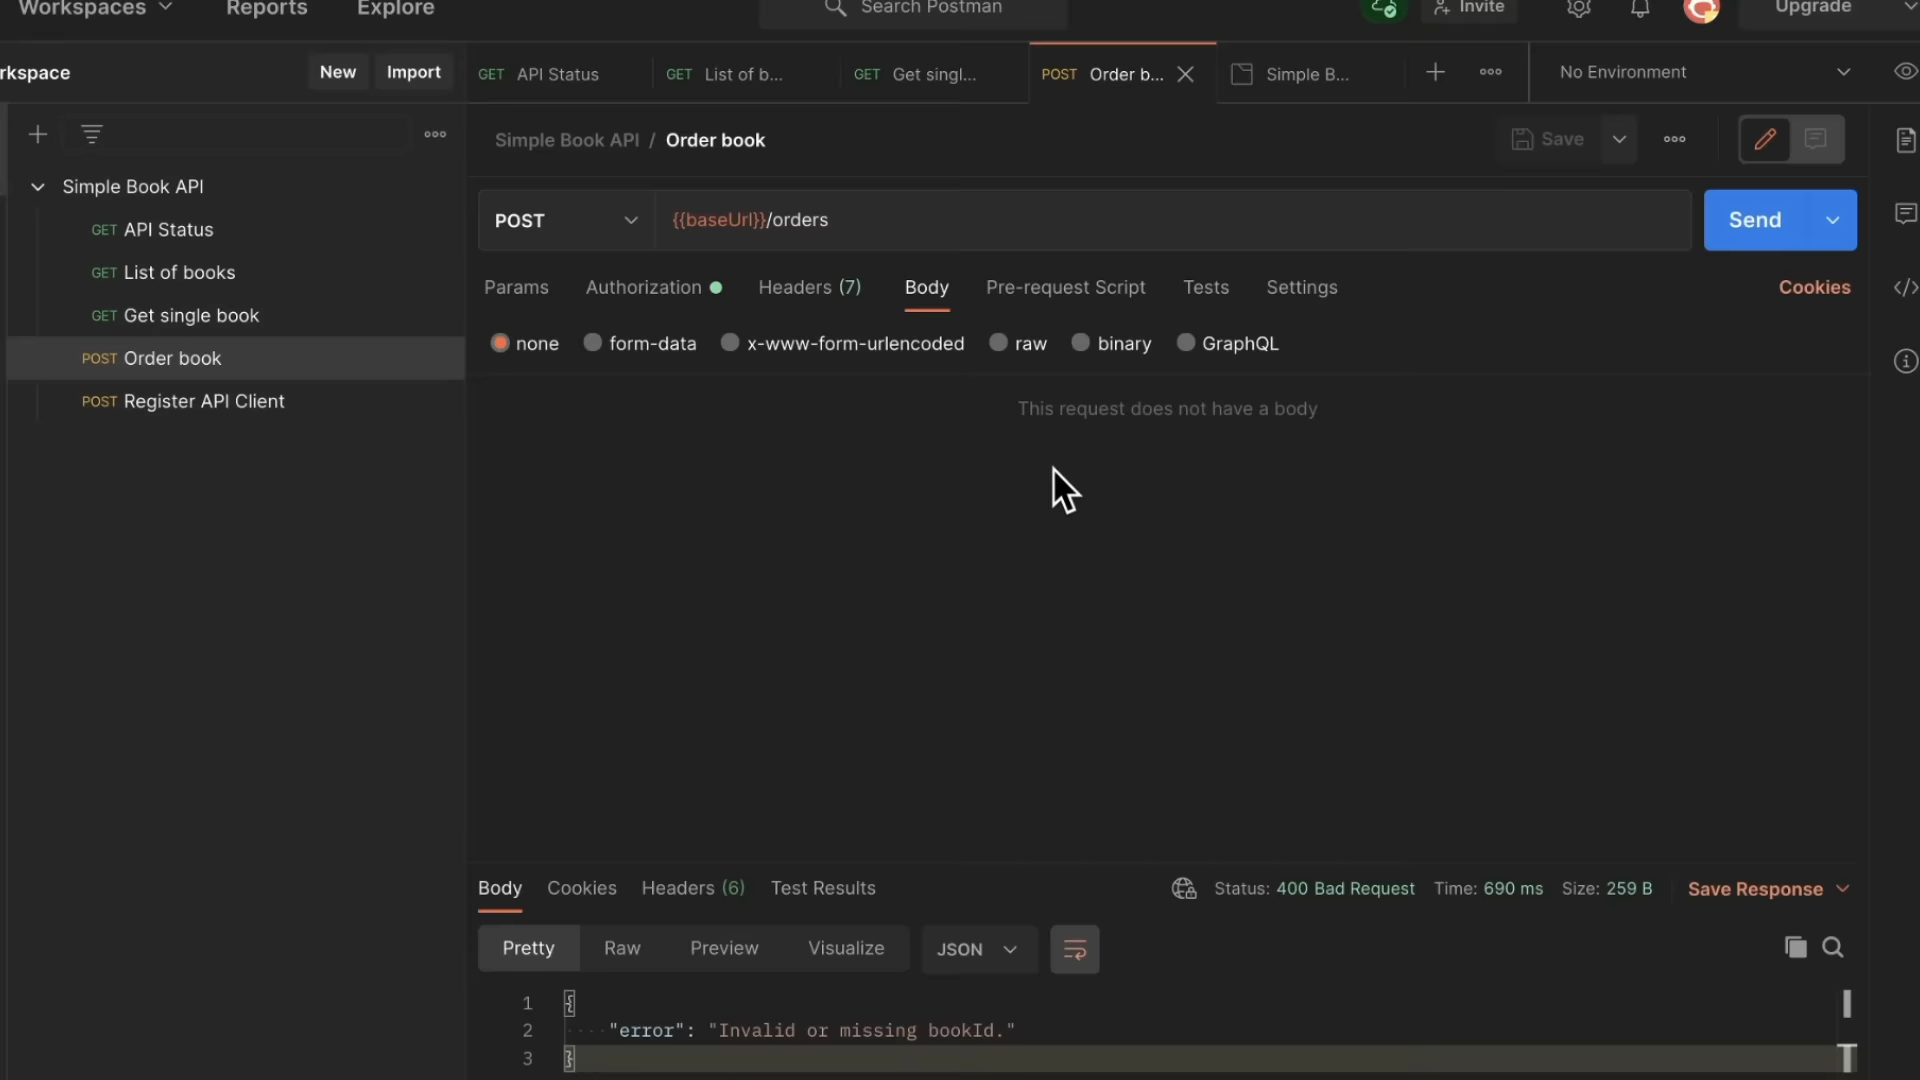 Workspaces Reports Explore Search Postman Invite Upgrade
rkspace New Import GET API Status GET List of b... GET Get singl... POST Order b... Simple B... No Environment
Simple Book API / Order book Save
Simple Book API
GET API Status
GET List of books
GET Get single book
POST Order book
POST Register API Client
POST {{baseUrl}}/orders Send
Params Authorization Headers (7) Body Pre-request Script Tests Settings Cookies
none form-data x-www-form-urlencoded raw binary GraphQL
This request does not have a body
Body Cookies Headers (6) Test Results Status: 400 Bad Request Time: 690 ms Size: 259 B Save Response
Pretty Raw Preview Visualize JSON
1 {
2 "error": "Invalid or missing bookId."
3 }